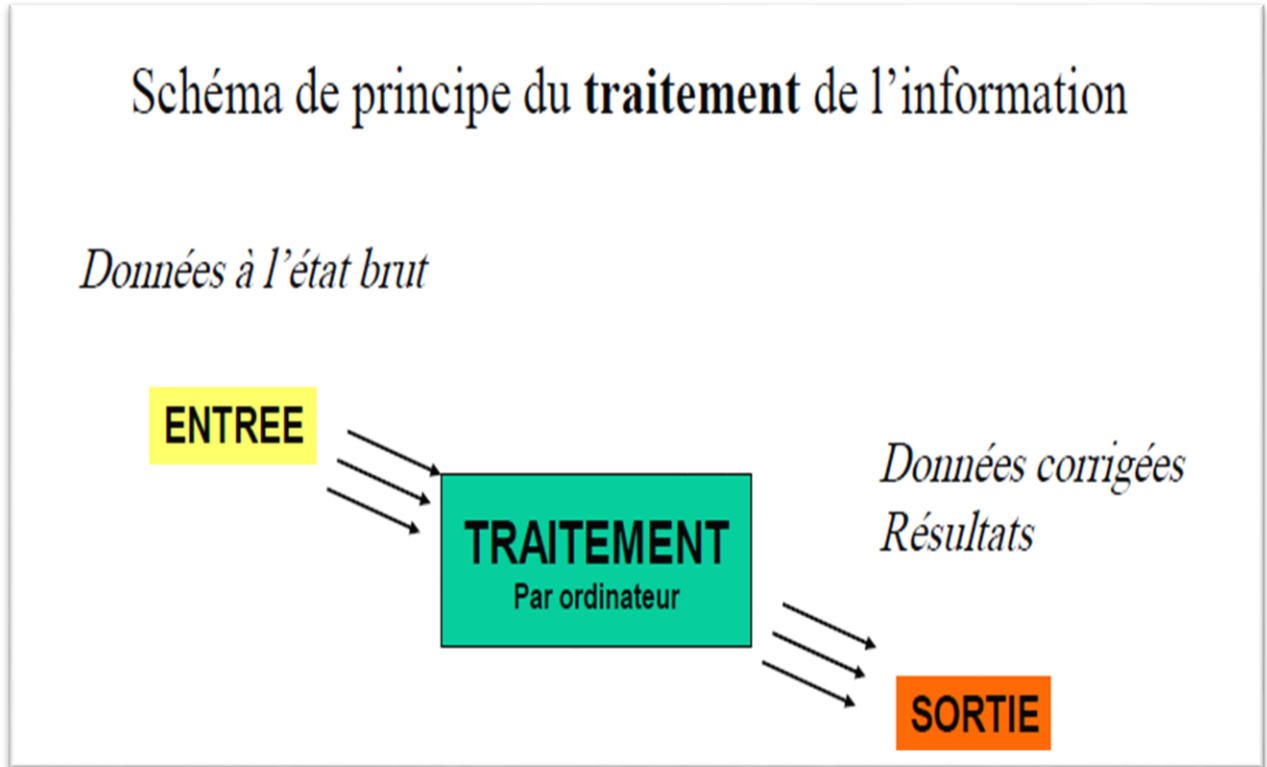 Schéma de principe du traitement de l’information
Données à l’état brut
ENTREE
TRAITEMENT
Par ordinateur
Données corrigées
Résultats
SORTIE